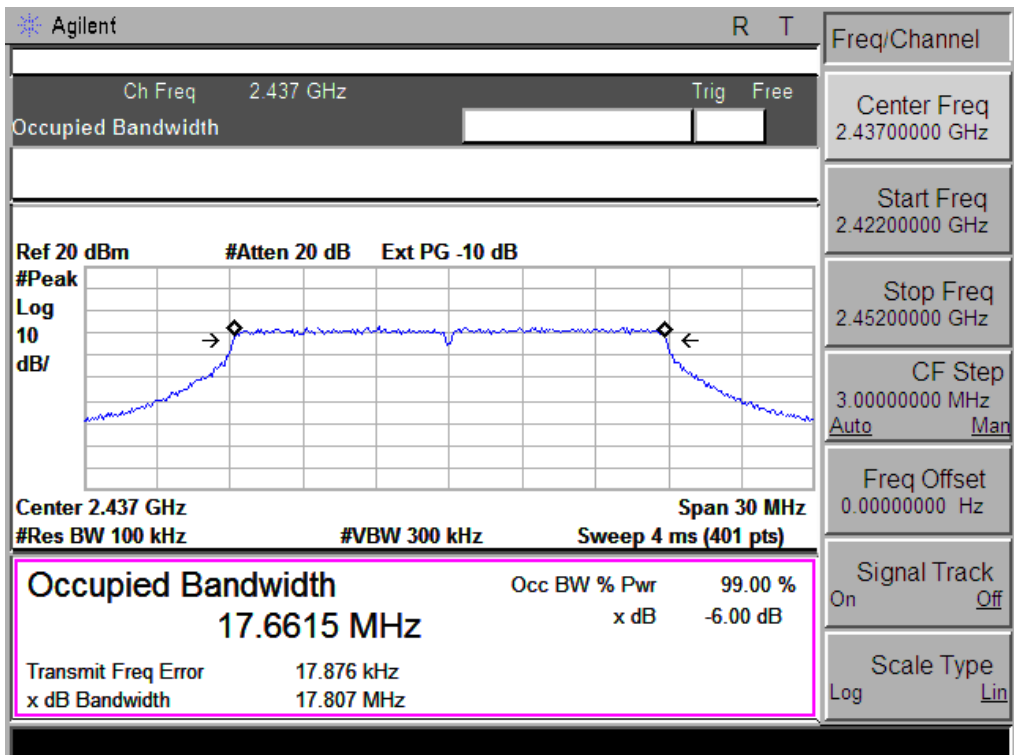 Agilent R T
Ch Freq 2.437 GHz Trig Free
Occupied Bandwidth
Ref 20 dBm #Atten 20 dB Ext PG -10 dB
#Peak
Log
10
dB/
Center 2.437 GHz Span 30 MHz
#Res BW 100 kHz #VBW 300 kHz Sweep 4 ms (401 pts)
Occupied Bandwidth Occ BW % Pwr 99.00 %
17.6615 MHz x dB -6.00 dB
Transmit Freq Error 17.876 kHz
x dB Bandwidth 17.807 MHz
Freq/Channel
Center Freq
2.43700000 GHz
Start Freq
2.42200000 GHz
Stop Freq
2.45200000 GHz
CF Step
3.00000000 MHz
Auto Man
Freq Offset
0.00000000 Hz
Signal Track
On Off
Scale Type
Log Lin